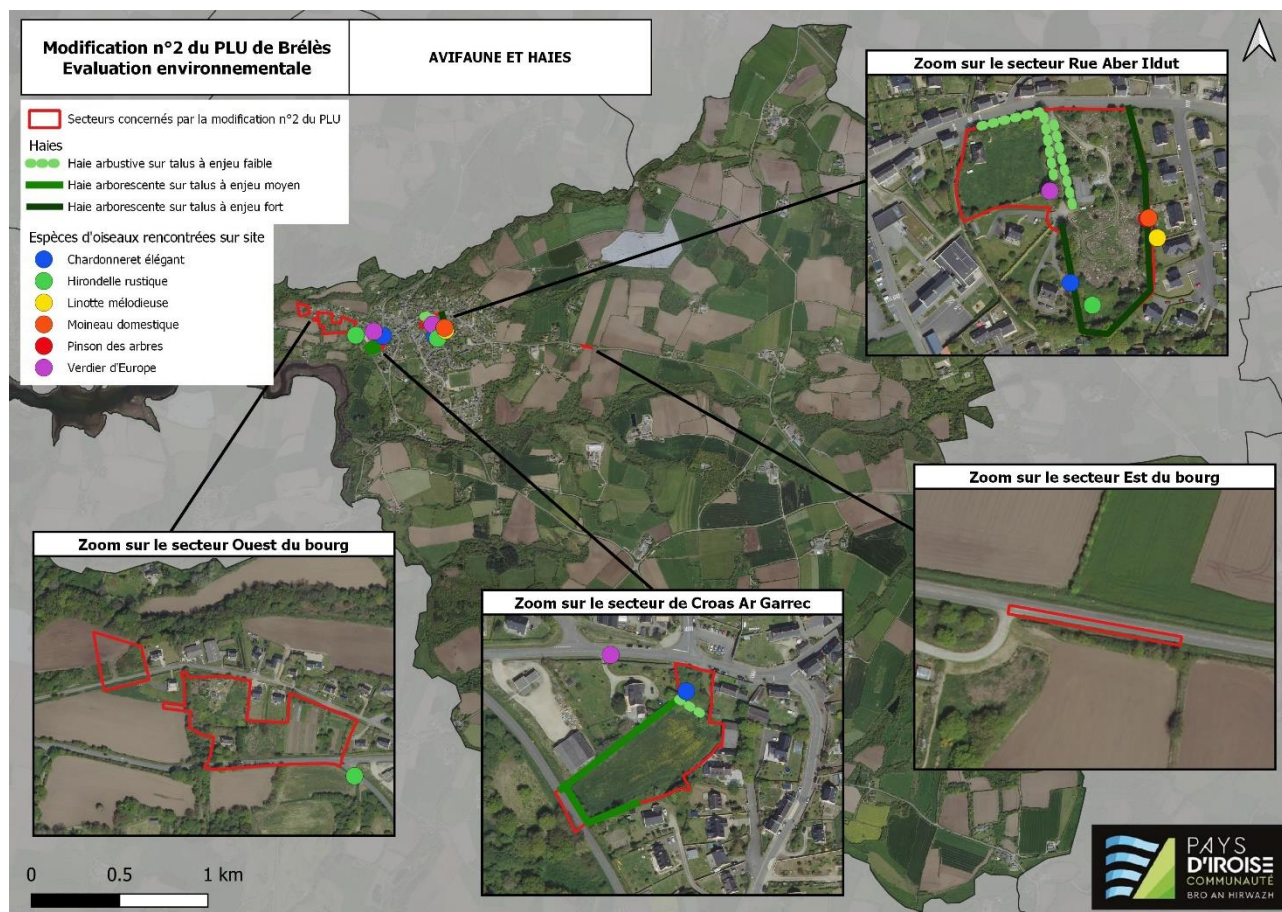 Modification n°2 du PLU de Brélès
Evaluation environnementale
AVIFAUNE ET HAIES
Secteurs concernés par la modification n°2 du PLU
Haies
Haie arbustive sur talus à enjeu faible
Haie arborescente sur talus à enjeu moyen
Haie arborescente sur talus à enjeu fort
Espèces d'oiseaux rencontrées sur site
Chardonneret élégant
Hirondelle rustique
Linotte mélodieuse
Moineau domestique
Pinson des arbres
Verdier d'Europe
Zoom sur le secteur Rue Aber Ildut
Zoom sur le secteur Est du bourg
Zoom sur le secteur Ouest du bourg
Zoom sur le secteur de Croas Ar Garrec
0 0.5 1 km
PAYS
D'IROISE
COMMUNAUTÉ
BRO AN HIRWAZH